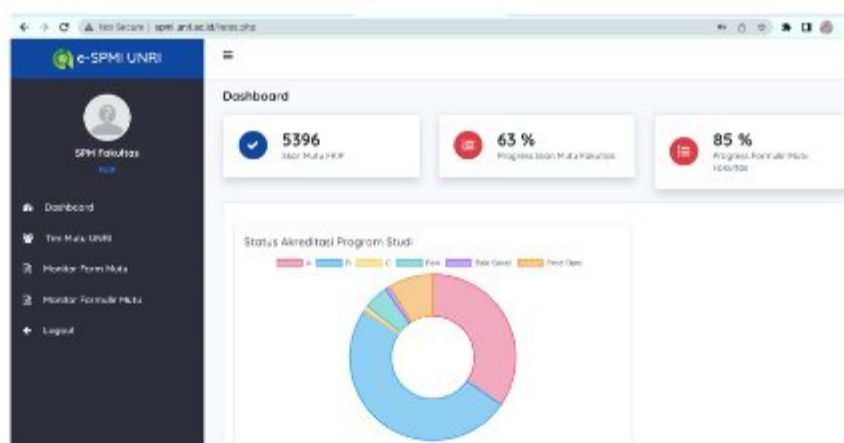 Not Secure | spmi.unri.ac.id/index.php
e-SPMI UNRI
SPM Fakultas
FKIP
Dashboard
Tim Mutu UNRI
Monitor Form Mutu
Monitor Formulir Mutu
Logout
Dashboard
5396
Skor Mutu FKIP
63 %
Progress Isian Mutu Fakultas
85 %
Progress Formulir Mutu
Fakultas
Status Akreditasi Program Studi
A B C Baik Baik Sekali Prodi Baru